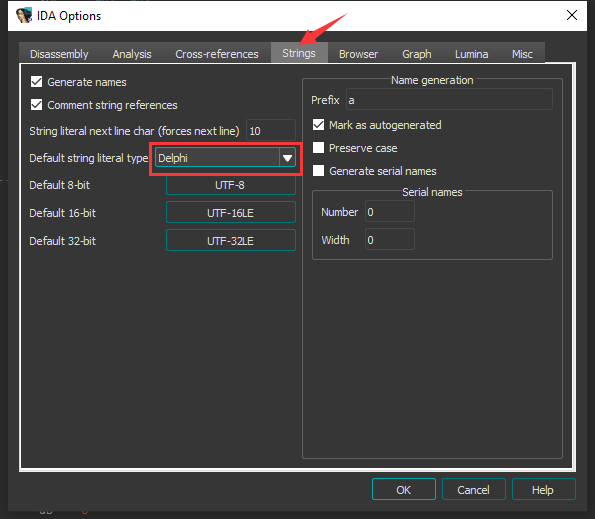 IDA Options
Disassembly Analysis Cross-references Strings Browser Graph Lumina Misc
Generate names
Comment string references
String literal next line char (forces next line) 10
Default string literal type Delphi
Default 8-bit UTF-8
Default 16-bit UTF-16LE
Default 32-bit UTF-32LE
Name generation
Prefix a
Mark as autogenerated
Preserve case
Generate serial names
Serial names
Number 0
Width 0
OK Cancel Help